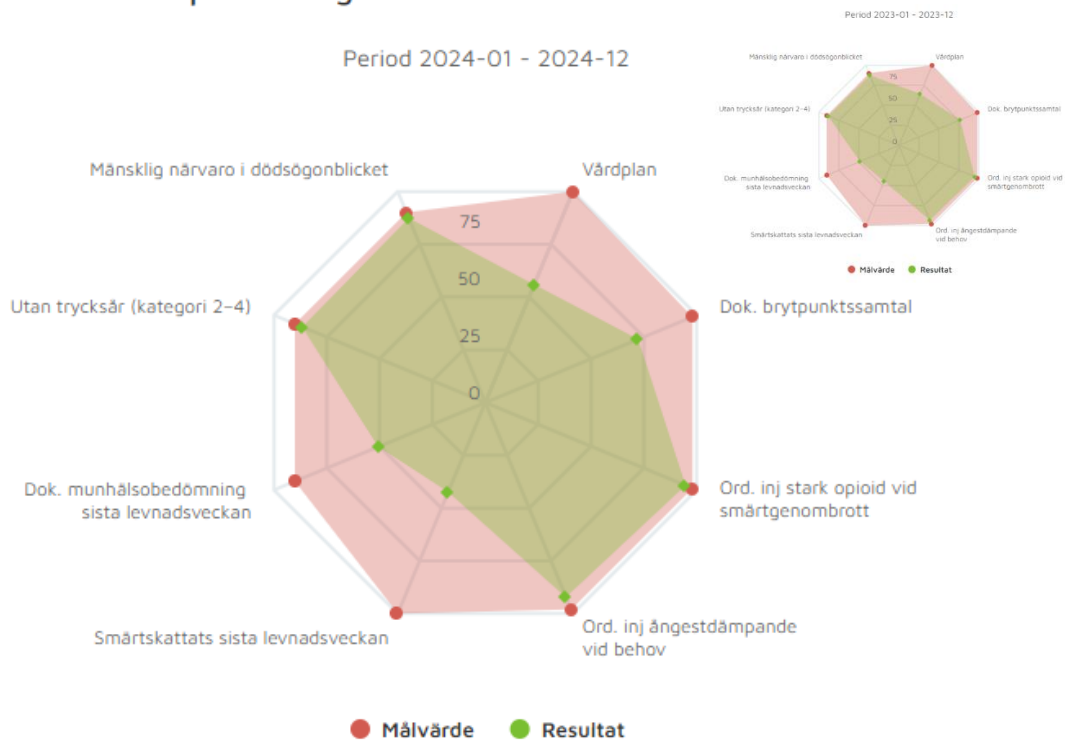 Period 2024-01 - 2024-12
Mänsklig närvaro i dödsögonblicket
Vårdplan
Utan trycksår (kategori 2-4)
Dok. brytpunktssamtal
Dok. munhälsobedömning
sista levnadsveckan
Ord. inj stark opioid vid
smärtgenombrott
Smärtskattats sista levnadsveckan
Ord. inj ångestdämpande
vid behov
75
50
25
0
Målvärde
Resultat
Period 2023-01 - 2023-12
Mänsklig närvaro i dödsögonblicket
Vårdplan
Utan trycksår (kategori 2-4)
Dok. brytpunktssamtal
Dok. munhälsobedömning
sista levnadsveckan
Ord. inj stark opioid vid
smärtgenombrott
Smärtskattats sista levnadsveckan
Ord. inj ångestdämpande
vid behov
75
50
25
0
Målvärde
Resultat